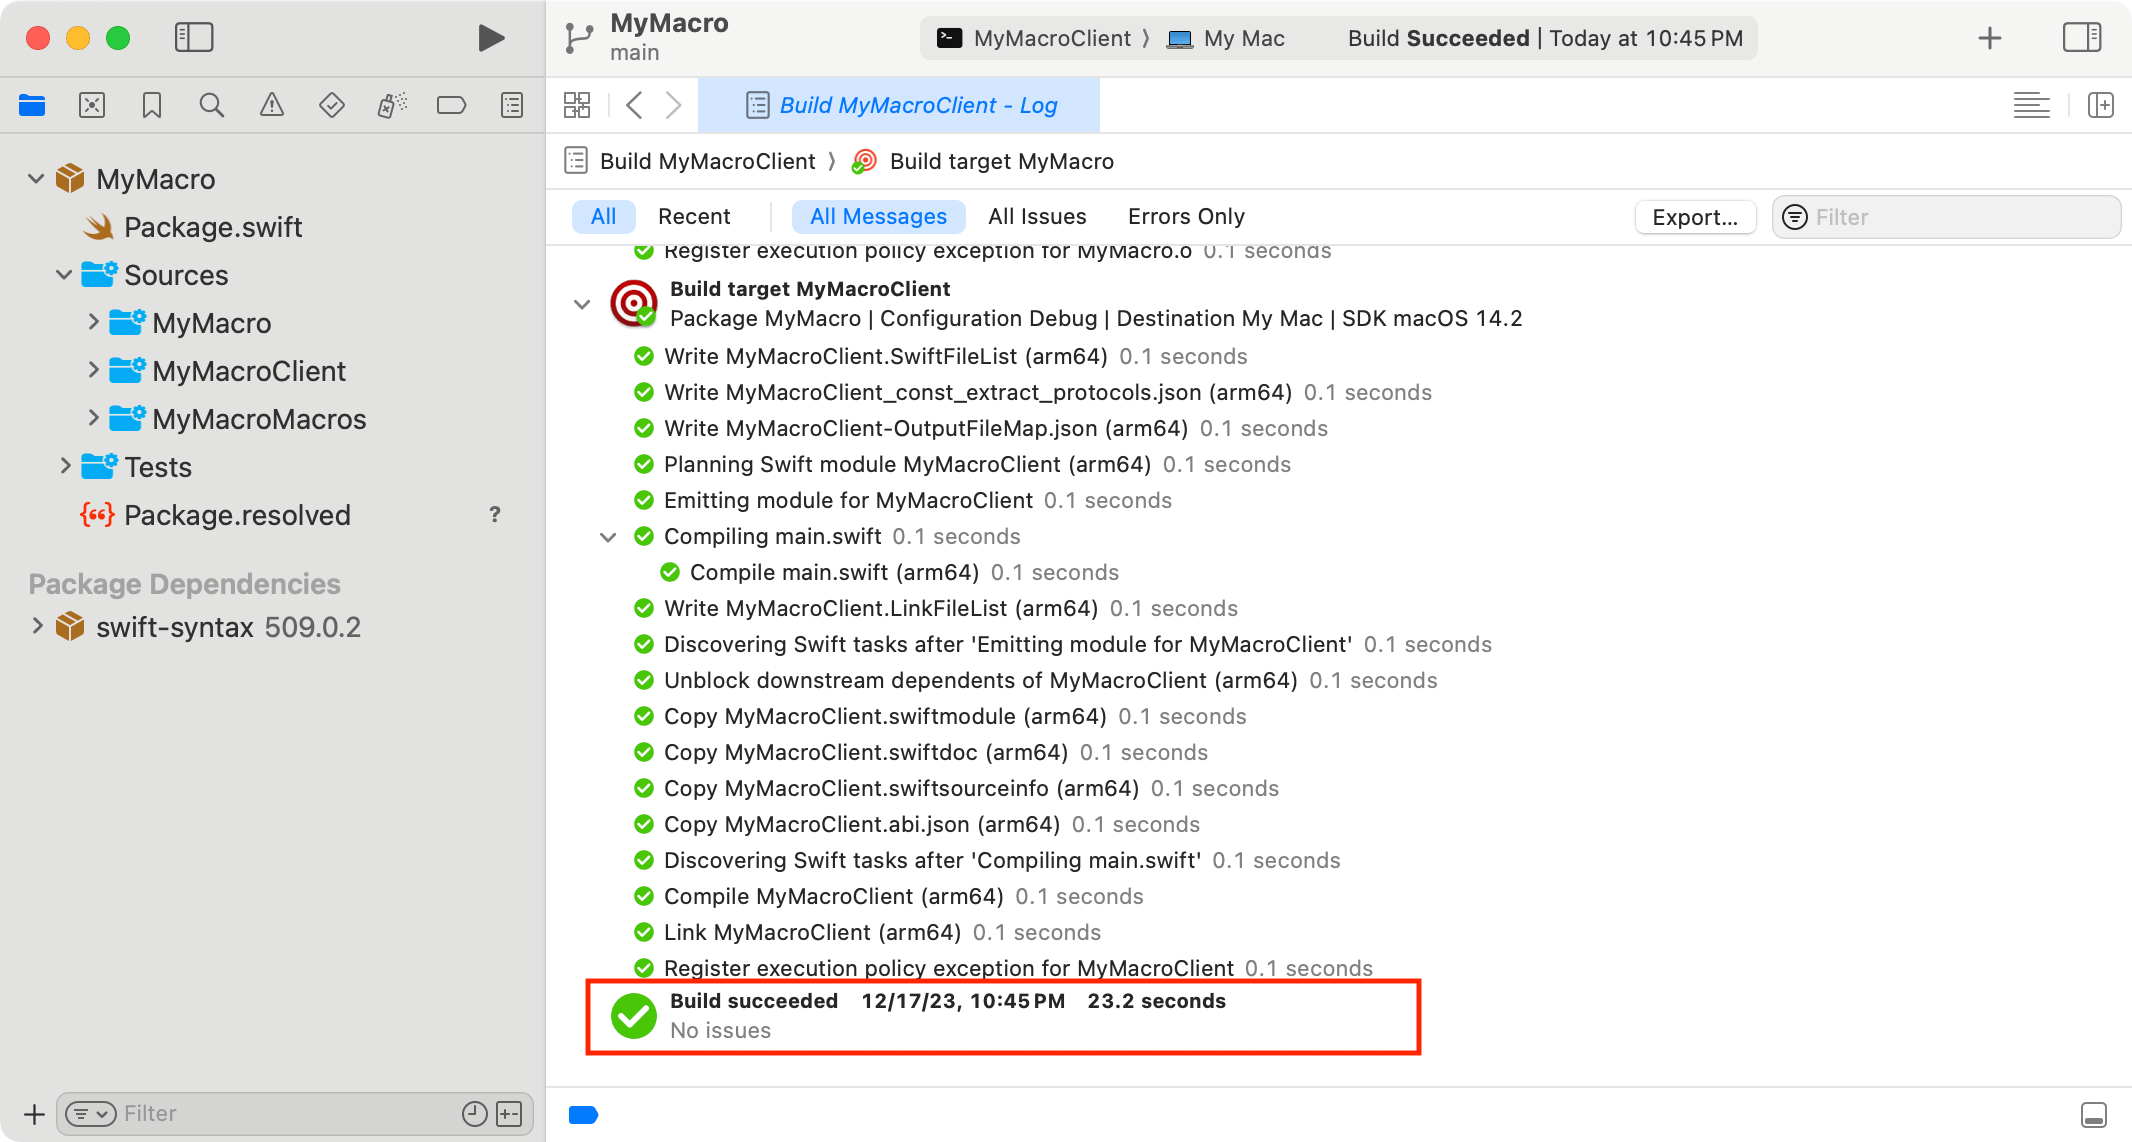 MyMacro
main
MyMacroClient 〉 My Mac
Build Succeeded | Today at 10:45 PM
Build MyMacroClient - Log
Build MyMacroClient 〉 Build target MyMacro
All Recent All Messages All Issues Errors Only Export... Filter
MyMacro
Package.swift
Sources
MyMacro
MyMacroClient
MyMacroMacros
Tests
Package.resolved ?
Package Dependencies
swift-syntax 509.0.2
Filter
Register execution policy exception for MyMacro.o 0.1 seconds
Build target MyMacroClient
Package MyMacro | Configuration Debug | Destination My Mac | SDK macOS 14.2
Write MyMacroClient.SwiftFileList (arm64) 0.1 seconds
Write MyMacroClient_const_extract_protocols.json (arm64) 0.1 seconds
Write MyMacroClient-OutputFileMap.json (arm64) 0.1 seconds
Planning Swift module MyMacroClient (arm64) 0.1 seconds
Emitting module for MyMacroClient 0.1 seconds
Compiling main.swift 0.1 seconds
Compile main.swift (arm64) 0.1 seconds
Write MyMacroClient.LinkFileList (arm64) 0.1 seconds
Discovering Swift tasks after 'Emitting module for MyMacroClient' 0.1 seconds
Unblock downstream dependents of MyMacroClient (arm64) 0.1 seconds
Copy MyMacroClient.swiftmodule (arm64) 0.1 seconds
Copy MyMacroClient.swiftdoc (arm64) 0.1 seconds
Copy MyMacroClient.swiftsourceinfo (arm64) 0.1 seconds
Copy MyMacroClient.abi.json (arm64) 0.1 seconds
Discovering Swift tasks after 'Compiling main.swift' 0.1 seconds
Compile MyMacroClient (arm64) 0.1 seconds
Link MyMacroClient (arm64) 0.1 seconds
Register execution policy exception for MyMacroClient 0.1 seconds
Build succeeded 12/17/23, 10:45 PM 23.2 seconds
No issues